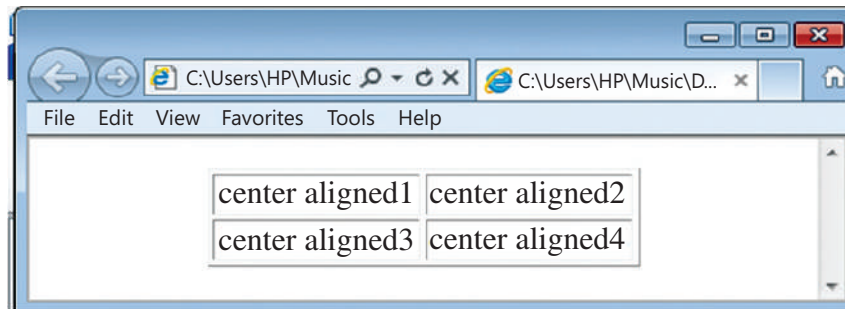 C:\Users\HP\Music C:\Users\HP\Music\D...
File Edit View Favorites Tools Help
center aligned1 center aligned2
center aligned3 center aligned4